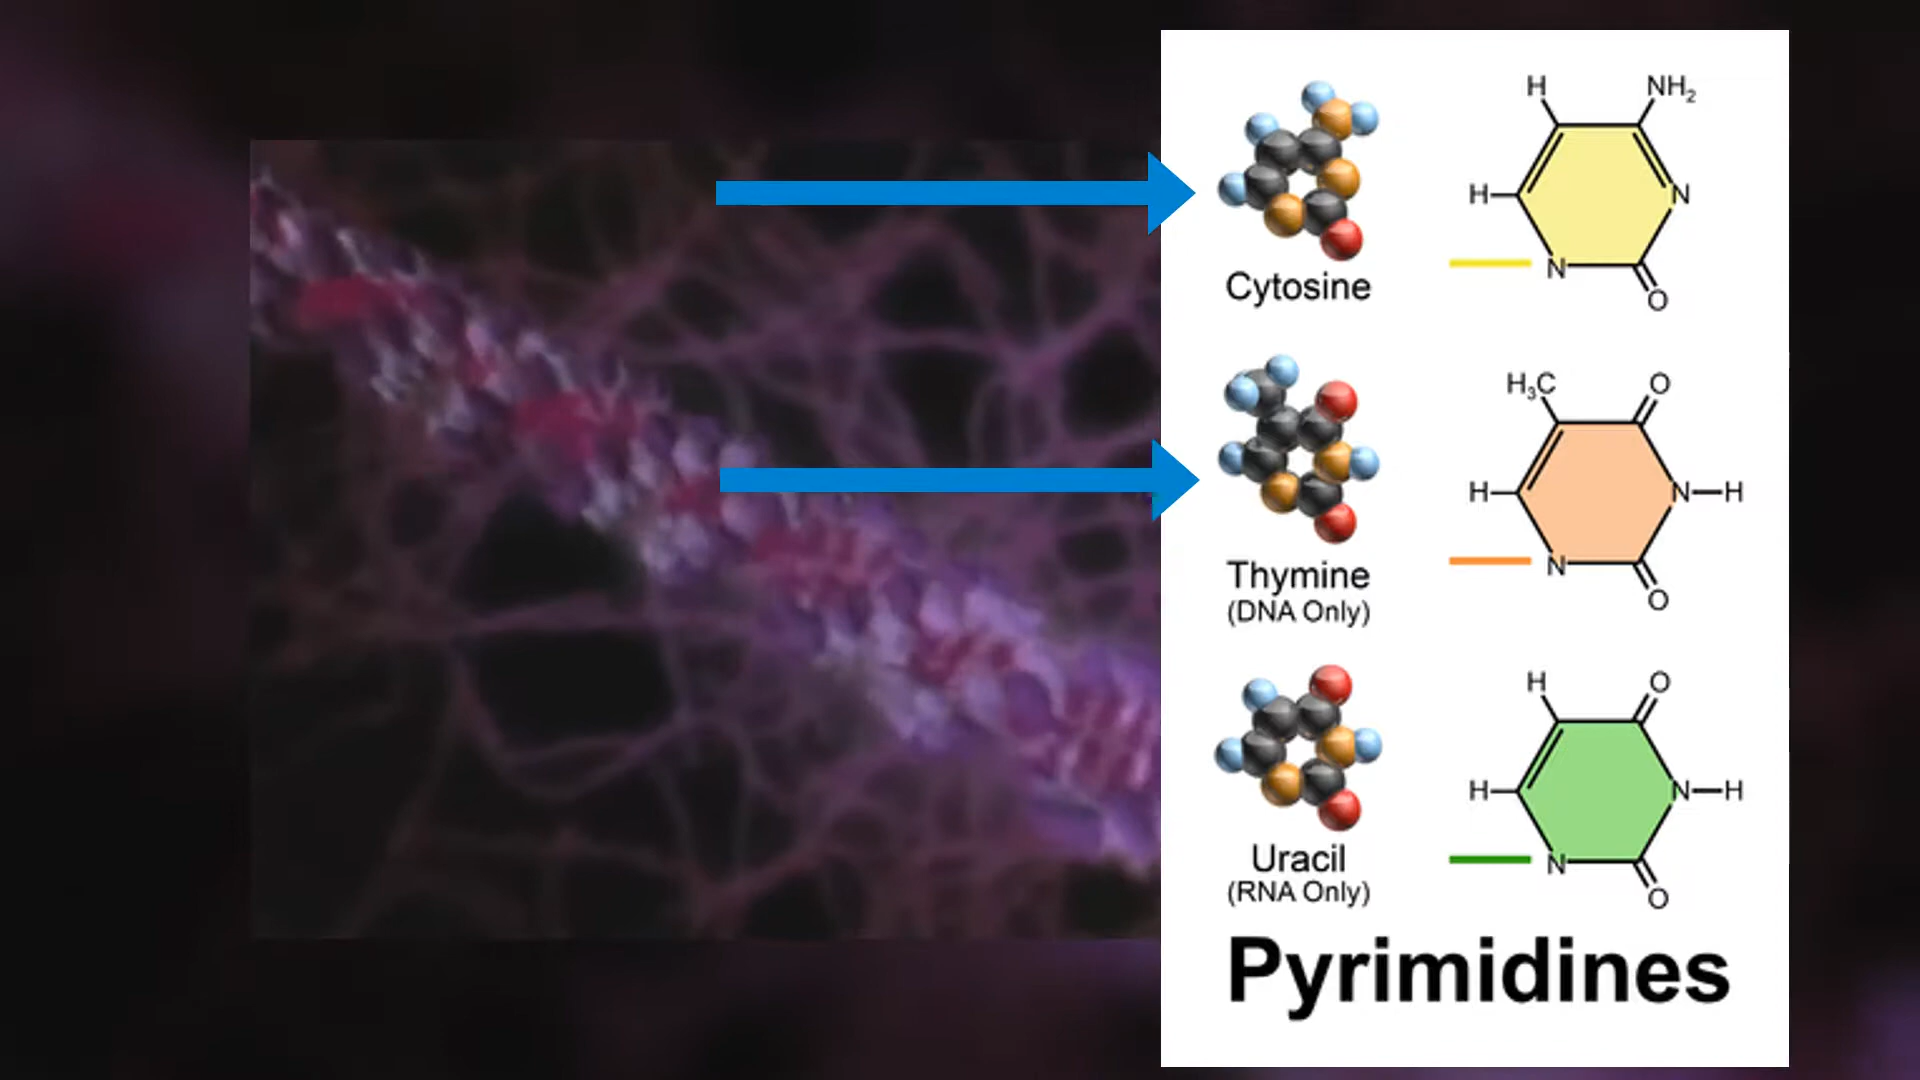 H
NH₂
H
N
N
O
Cytosine
H₃C
O
H
N
H
N
O
Thymine
(DNA Only)
H
O
H
N
H
N
O
Uracil
(RNA Only)
Pyrimidines